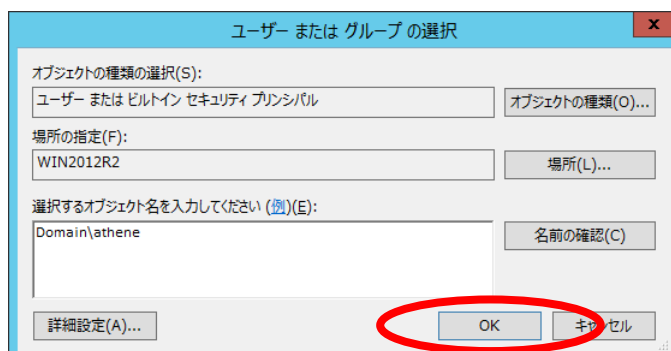 ユーザー または グループ の選択
x
オブジェクトの種類の選択(S):
ユーザー または ビルトイン セキュリティ プリンシパル
オブジェクトの種類(O)...
場所の指定(F):
WIN2012R2
場所(L)...
選択するオブジェクト名を入力してください (例)(E):
Domain\athene
名前の確認(C)
詳細設定(A)...
OK
キャンセル